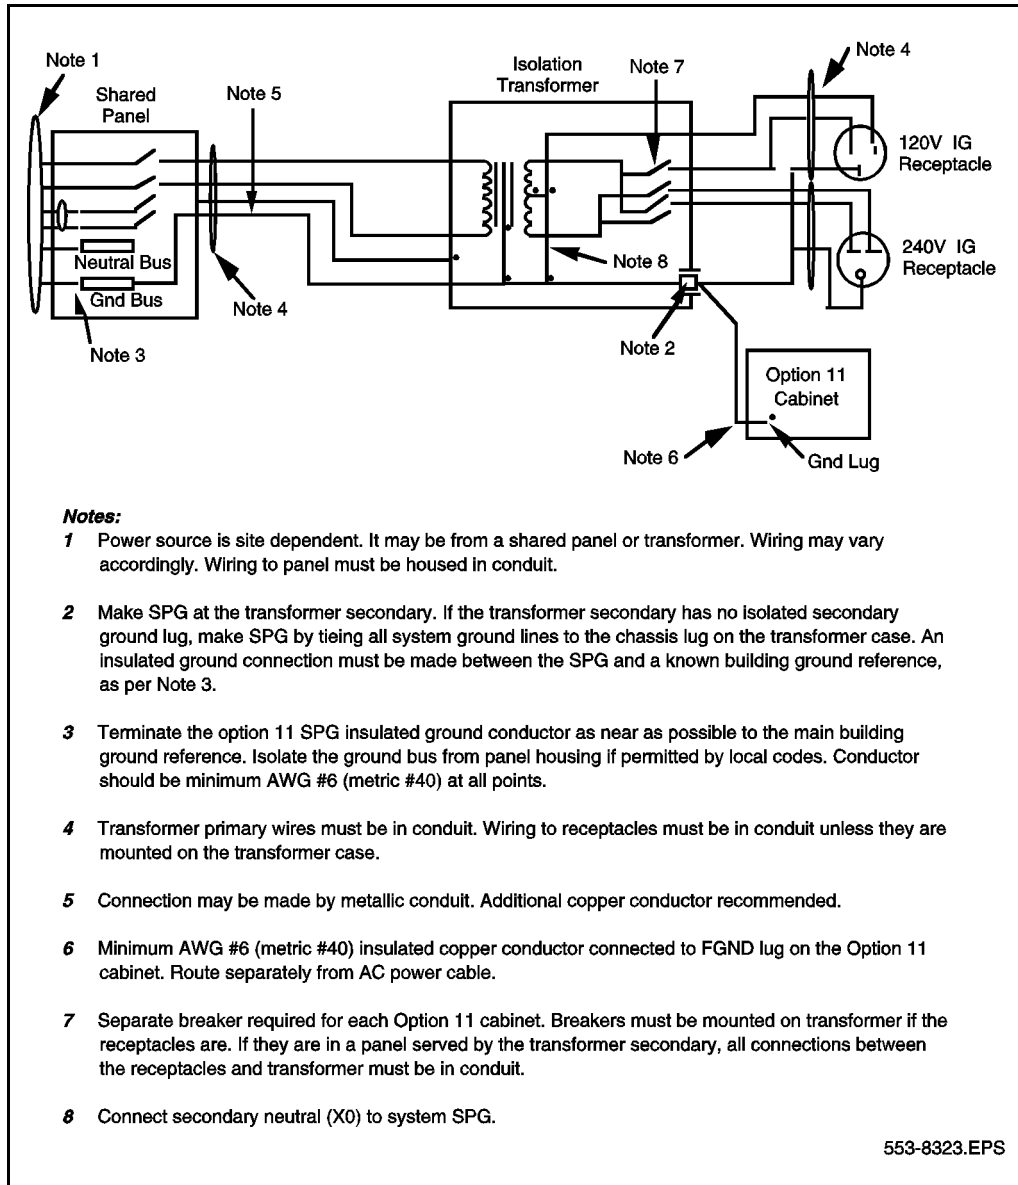 Note 1
Shared
Panel
Note 5
Isolation
Transformer
Note 7
Note 4
120V IG
Receptacle
240V IG
Receptacle
Neutral Bus
Gnd Bus
Note 3
Note 4
Note 8
Note 2
Option 11
Cabinet
Note 6
Gnd Lug
Notes:
1 Power source is site dependent. It may be from a shared panel or transformer. Wiring may vary
accordingly. Wiring to panel must be housed in conduit.
2 Make SPG at the transformer secondary. If the transformer secondary has no isolated secondary
ground lug, make SPG by tieing all system ground lines to the chassis lug on the transformer case. An
insulated ground connection must be made between the SPG and a known building ground reference,
as per Note 3.
3 Terminate the option 11 SPG insulated ground conductor as near as possible to the main building
ground reference. Isolate the ground bus from panel housing if permitted by local codes. Conductor
should be minimum AWG #6 (metric #40) at all points.
4 Transformer primary wires must be in conduit. Wiring to receptacles must be in conduit unless they are
mounted on the transformer case.
5 Connection may be made by metallic conduit. Additional copper conductor recommended.
6 Minimum AWG #6 (metric #40) insulated copper conductor connected to FGND lug on the Option 11
cabinet. Route separately from AC power cable.
7 Separate breaker required for each Option 11 cabinet. Breakers must be mounted on transformer if the
receptacles are. If they are in a panel served by the transformer secondary, all connections between
the receptacles and transformer must be in conduit.
8 Connect secondary neutral (X0) to system SPG.
553-8323.EPS